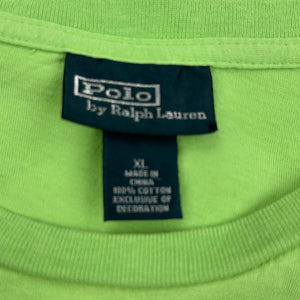 Polo
by Ralph Lauren
XL
MADE IN
CHINA
100% COTTON
EXCLUSIVE OF
DECORATION